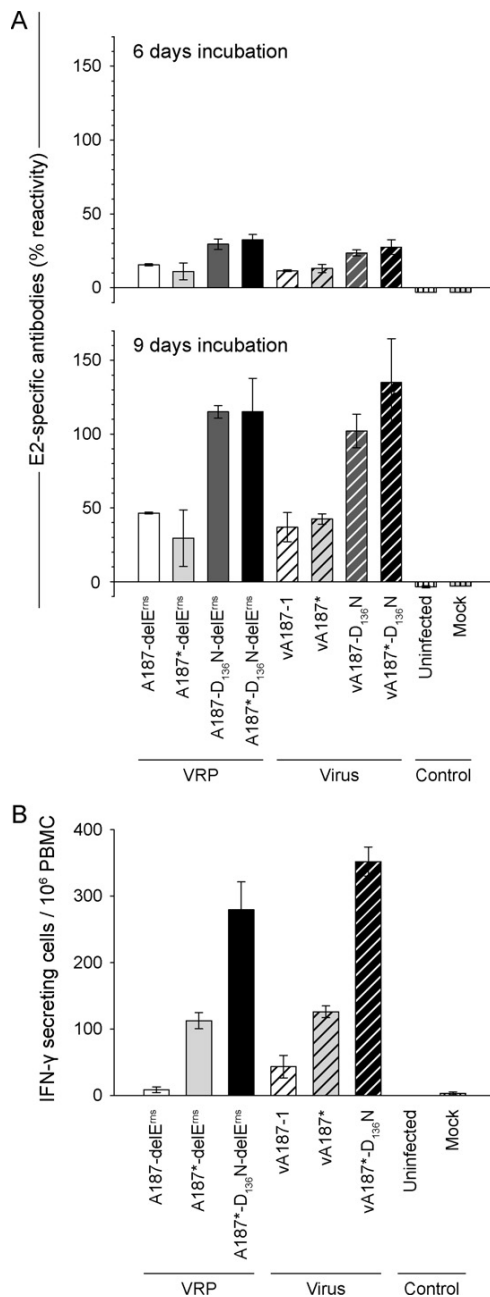 A
E2-specific antibodies (% reactivity)
6 days incubation
150
100
50
0
9 days incubation
150
100
50
0
A187-delEʳⁿˢ
A187*-delEʳⁿˢ
A187-D₁₃₆N-delEʳⁿˢ
A187*-D₁₃₆N-delEʳⁿˢ
vA187-1
vA187*
vA187-D₁₃₆N
vA187*-D₁₃₆N
Uninfected
Mock
VRP
Virus
Control
B
IFN-γ secreting cells / 10⁶ PBMC
400
300
200
100
0
A187-delEʳⁿˢ
A187*-delEʳⁿˢ
A187*-D₁₃₆N-delEʳⁿˢ
vA187-1
vA187*
vA187*-D₁₃₆N
Uninfected
Mock
VRP
Virus
Control